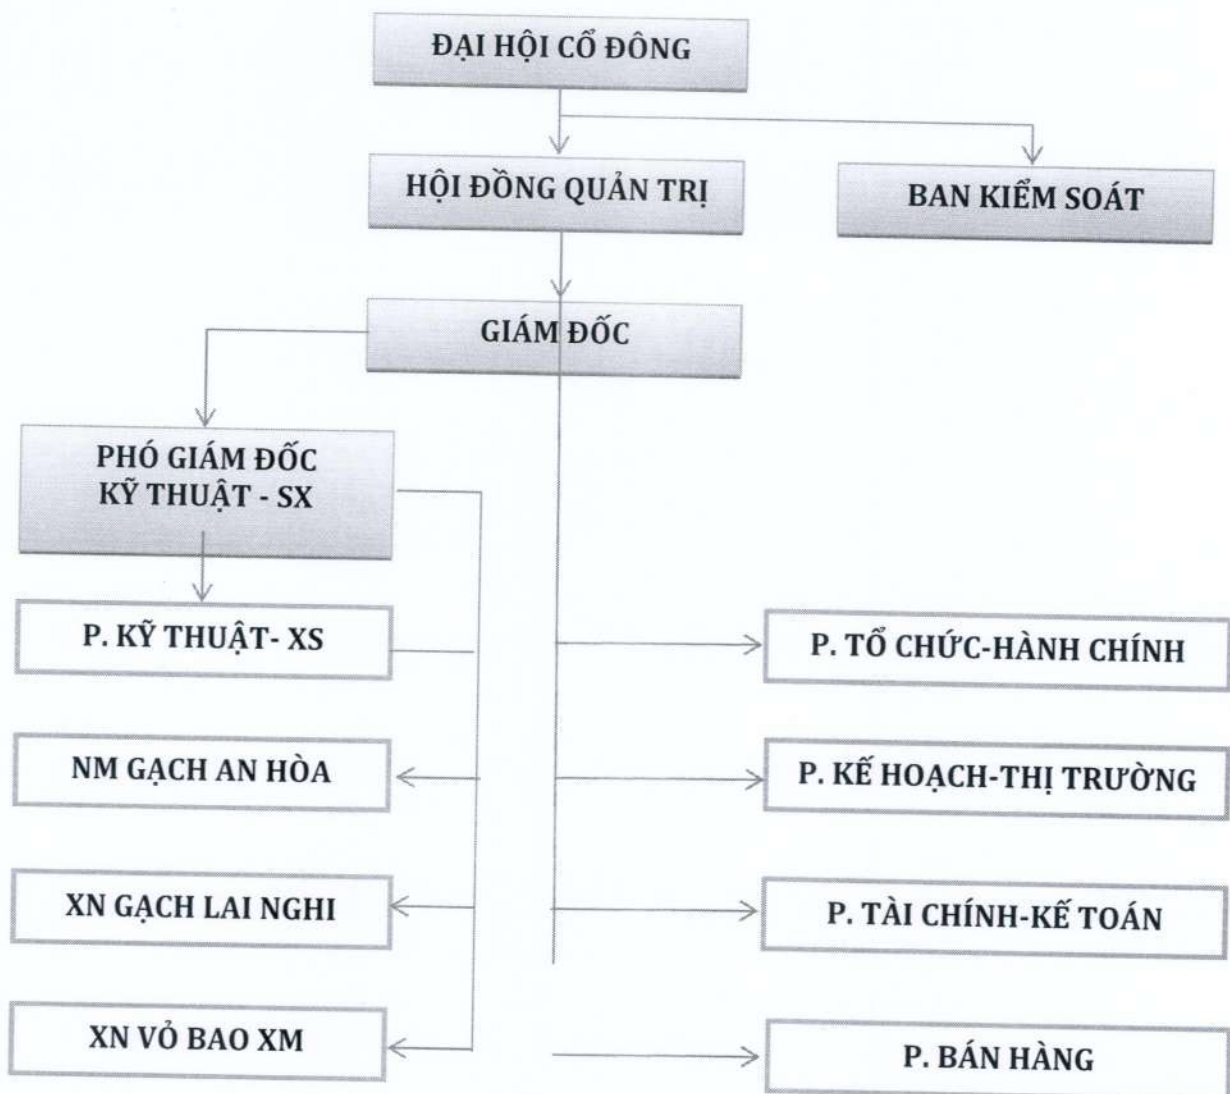 ĐẠI HỘI CỔ ĐÔNG
HỘI ĐỒNG QUẢN TRỊ
BAN KIỂM SOÁT
GIÁM ĐỐC
PHÓ GIÁM ĐỐC
KỸ THUẬT - SX
P. KỸ THUẬT- XS
P. TỔ CHỨC-HÀNH CHÍNH
NM GẠCH AN HÒA
P. KẾ HOẠCH-THỊ TRƯỜNG
XN GẠCH LAI NGHI
P. TÀI CHÍNH-KẾ TOÁN
XN VỎ BAO XM
P. BÁN HÀNG